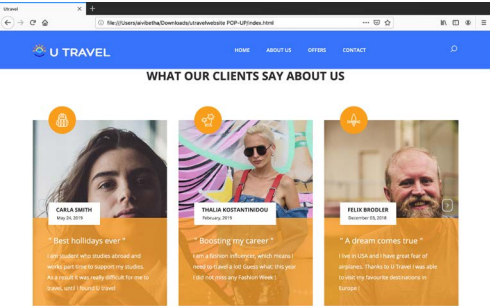 Utravel
file:///Users/aivibetha/Downloads/utravefwebsite POP-UP/index.html
U TRAVEL
HOME
ABOUT US
OFFERS
CONTACT
WHAT OUR CLIENTS SAY ABOUT US
CARLA SMITH
May 24, 2019
" Best hollidays ever "
I am student who studies abroad and
works part time to support my studies.
As a result it was really difficult for me to
travel, until I found U travel
THALIA KOSTANTINIDOU
February, 2019
" Boosting my career "
I am a fashion influencer, which means I
need to travel a lot! Guess what: this year
I did not miss any Fashion Week !
FELIX BRODLER
December 03, 2018
" A dream comes true "
I live in USA and I have great fear of
airplanes. Thanks to U Travel I was able
to visit my favourite destinations in
Europe !